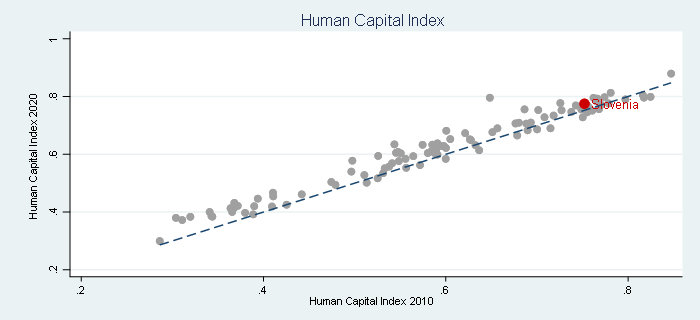 Human Capital Index
Human Capital Index 2020
1
.8
.6
.4
.2
Slovenia
.2 .4 .6 .8
Human Capital Index 2010